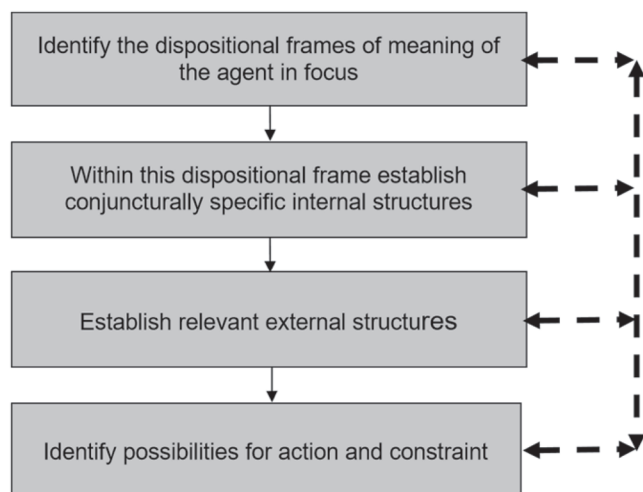 Identify the dispositional frames of meaning of
the agent in focus
Within this dispositional frame establish
conjuncturally specific internal structures
Establish relevant external structures
Identify possibilities for action and constraint